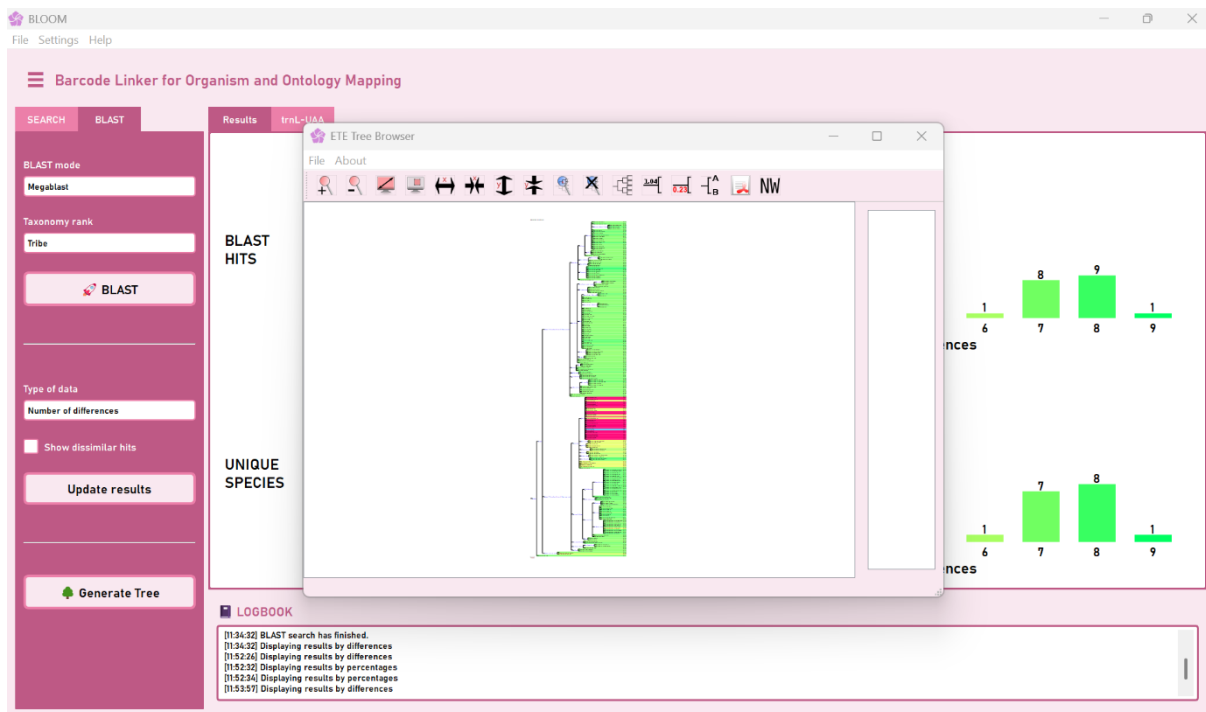 BLOOM
File Settings Help
Barcode Linker for Organism and Ontology Mapping
SEARCH BLAST
Results trnL-UAA
BLAST mode
Megablast
Taxonomy rank
Tribe
BLAST
Type of data
Number of differences
Show dissimilar hits
Update results
Generate Tree
BLAST
HITS
UNIQUE
SPECIES
ETE Tree Browser
File About
x
y
1.04
0.23
A
B
NW
1 8 9 1
6 7 8 9
nces
1 7 8 1
6 7 8 9
nces
LOGBOOK
[11:34:32] BLAST search has finished.
[11:34:32] Displaying results by differences
[11:52:26] Displaying results by differences
[11:52:32] Displaying results by percentages
[11:52:34] Displaying results by percentages
[11:53:57] Displaying results by differences